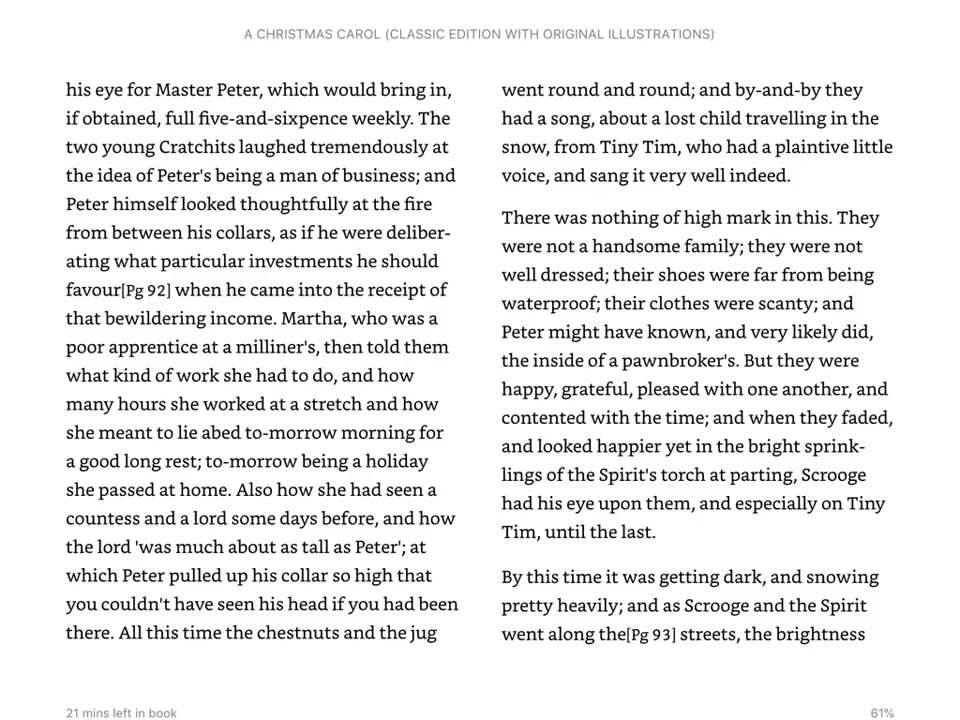 A CHRISTMAS CAROL (CLASSIC EDITION WITH ORIGINAL ILLUSTRATIONS)
his eye for Master Peter, which would bring in,
if obtained, full five-and-sixpence weekly. The
two young Cratchits laughed tremendously at
the idea of Peter's being a man of business; and
Peter himself looked thoughtfully at the fire
from between his collars, as if he were deliber-
ating what particular investments he should
favour[Pg 92] when he came into the receipt of
that bewildering income. Martha, who was a
poor apprentice at a milliner's, then told them
what kind of work she had to do, and how
many hours she worked at a stretch and how
she meant to lie abed to-morrow morning for
a good long rest; to-morrow being a holiday
she passed at home. Also how she had seen a
countess and a lord some days before, and how
the lord 'was much about as tall as Peter'; at
which Peter pulled up his collar so high that
you couldn't have seen his head if you had been
there. All this time the chestnuts and the jug
went round and round; and by-and-by they
had a song, about a lost child travelling in the
snow, from Tiny Tim, who had a plaintive little
voice, and sang it very well indeed.
There was nothing of high mark in this. They
were not a handsome family; they were not
well dressed; their shoes were far from being
waterproof; their clothes were scanty; and
Peter might have known, and very likely did,
the inside of a pawnbroker's. But they were
happy, grateful, pleased with one another, and
contented with the time; and when they faded,
and looked happier yet in the bright sprink-
lings of the Spirit's torch at parting, Scrooge
had his eye upon them, and especially on Tiny
Tim, until the last.
By this time it was getting dark, and snowing
pretty heavily; and as Scrooge and the Spirit
went along the[Pg 93] streets, the brightness
21 mins left in book
61%